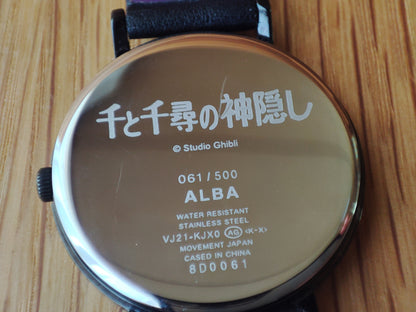 千と千尋の神隠し
© Studio Ghibli
061/500
ALBA
WATER RESISTANT
STAINLESS STEEL
VJ21-KJX0 AG <K-X>
MOVEMENT JAPAN
CASED IN CHINA
8D0061